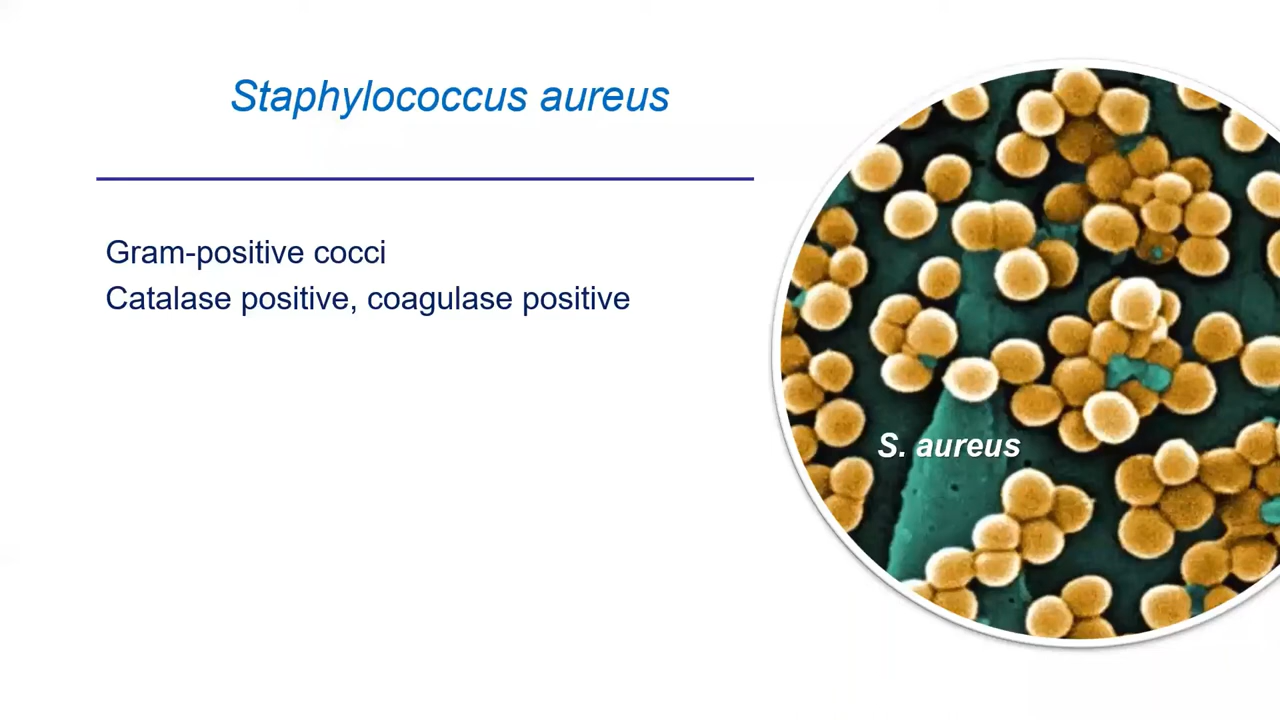 Staphylococcus aureus
Gram-positive cocci
Catalase positive, coagulase positive
S. aureus